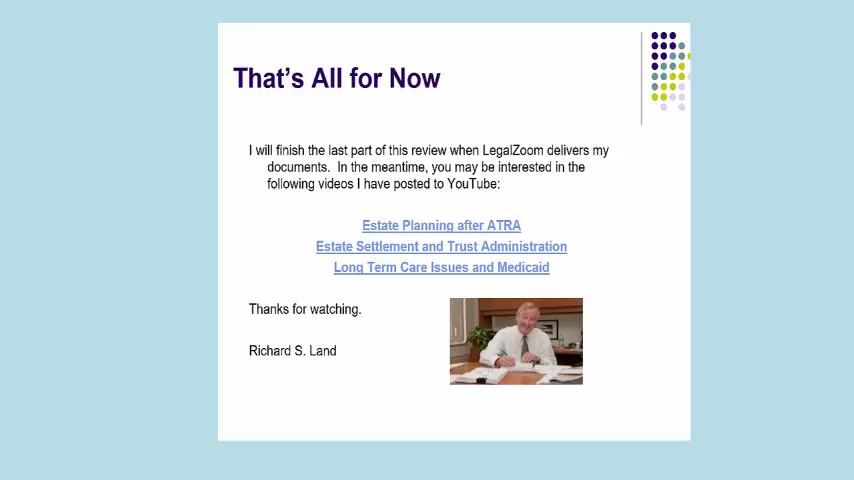 That's All for Now
I will finish the last part of this review when LegalZoom delivers my
documents. In the meantime, you may be interested in the
following videos I have posted to YouTube:
Estate Planning after ATRA
Estate Settlement and Trust Administration
Long Term Care Issues and Medicaid
Thanks for watching.
Richard S. Land